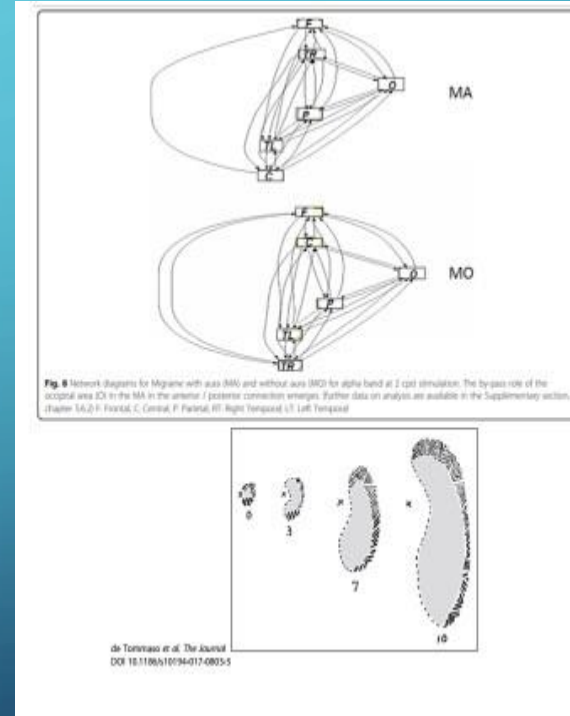 F
TR
O
MA
P
TL
C
F
C
O
MO
P
TL
TR
Fig. 8 Network diagrams for Migraine with aura (MA) and without aura (MO) for alpha band at 2 cpd stimulation. The by-pass role of the
occipital area (O) in the MA in the anterior / posterior connection emerges (further data on analysis are available in the Supplementary section,
chapter 3.6.2) F: Frontal, C: Central, P: Parietal, RT: Right Temporal, LT: Left Temporal
x
0
3
x
7
x
10
de Tommaso et al. The Journal
DOI 10.1186/s10194-017-0803-5